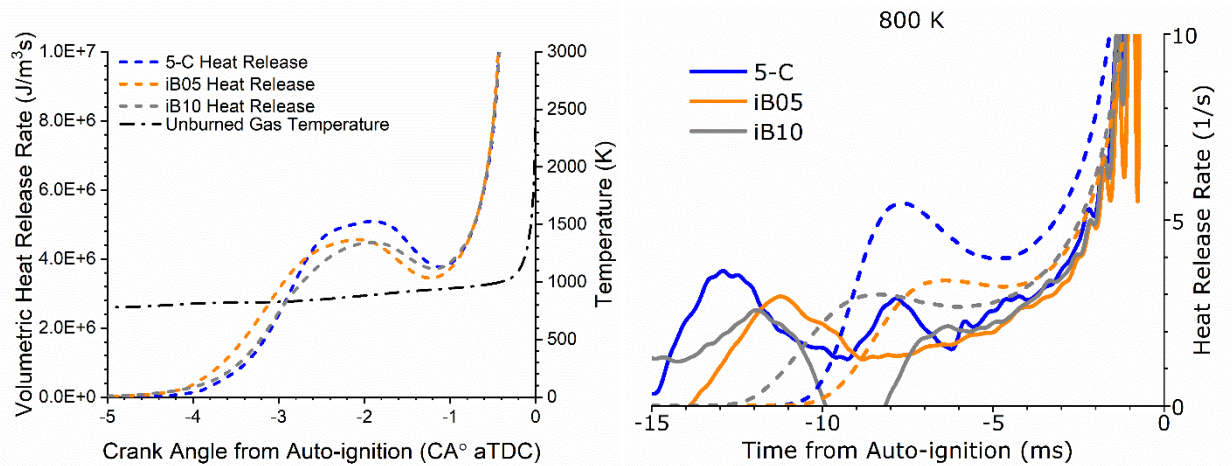 Volumetric Heat Release Rate (J/m³s)
1.0E+7
8.0E+6
6.0E+6
4.0E+6
2.0E+6
0.0E+0
5-C Heat Release
iB05 Heat Release
iB10 Heat Release
Unburned Gas Temperature
3000
2500
2000
1500
1000
500
0
Temperature (K)
-5 -4 -3 -2 -1 0
Crank Angle from Auto-ignition (CA° aTDC)
800 K
5-C
iB05
iB10
10
5
0
Heat Release Rate (1/s)
-15 -10 -5 0
Time from Auto-ignition (ms)